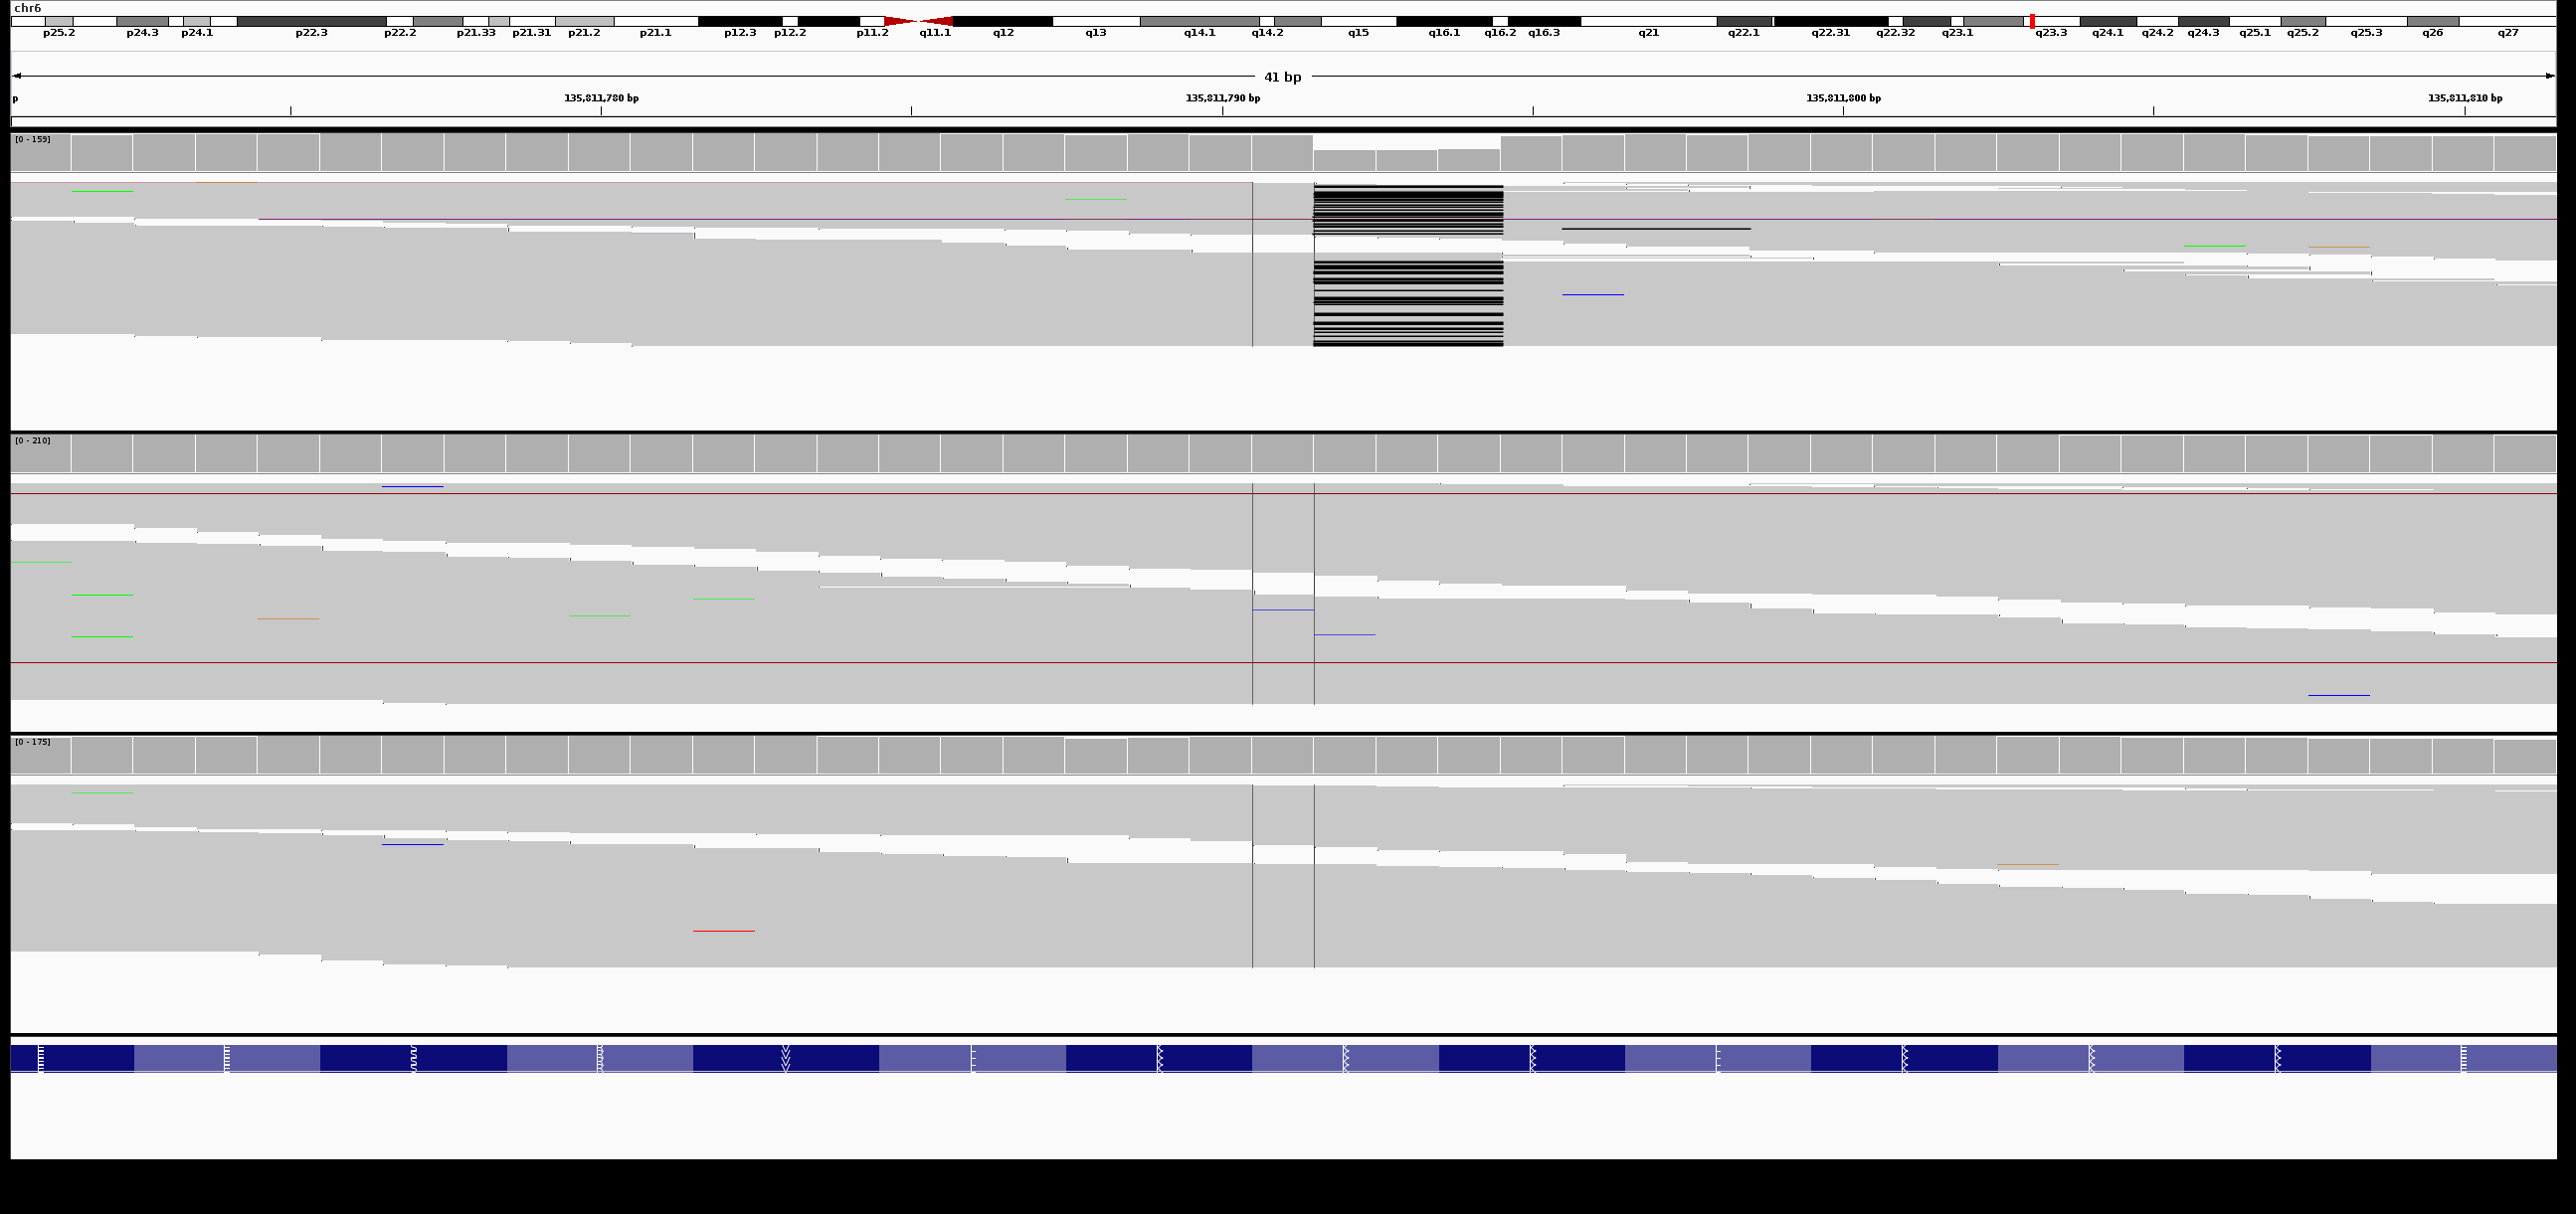 chr6
p25.2 p24.3 p24.1 p22.3 p22.2 p21.33 p21.31 p21.2 p21.1 p12.3 p12.2 p11.2 q11.1 q12 q13 q14.1 q14.2 q15 q16.1 q16.2 q16.3 q21 q22.1 q22.31 q22.32 q23.1 q23.3 q24.1 q24.2 q24.3 q25.1 q25.2 q25.3 q26 q27
41 bp
p 135,811,780 bp 135,811,790 bp 135,811,800 bp 135,811,810 bp
[0 - 159]
[0 - 210]
[0 - 175]
E E S R V L K K K L K K K E